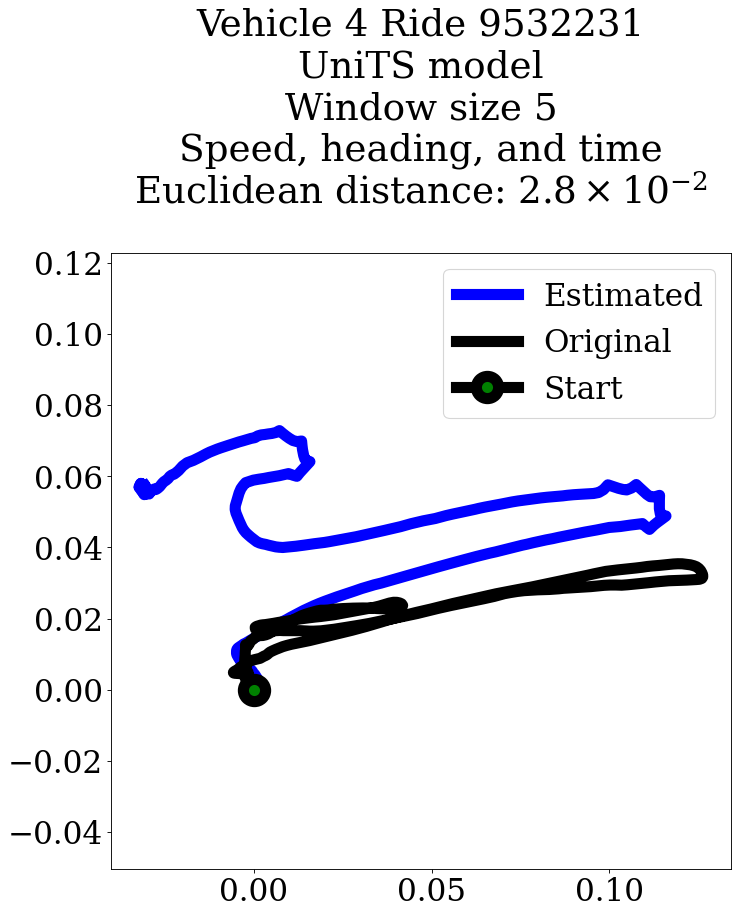 Vehicle 4 Ride 9532231
UniTS model
Window size 5
Speed, heading, and time
Euclidean distance: 2.8 × 10⁻²
0.12
0.10
0.08
0.06
0.04
0.02
0.00
−0.02
−0.04
Estimated
Original
Start
0.00 0.05 0.10